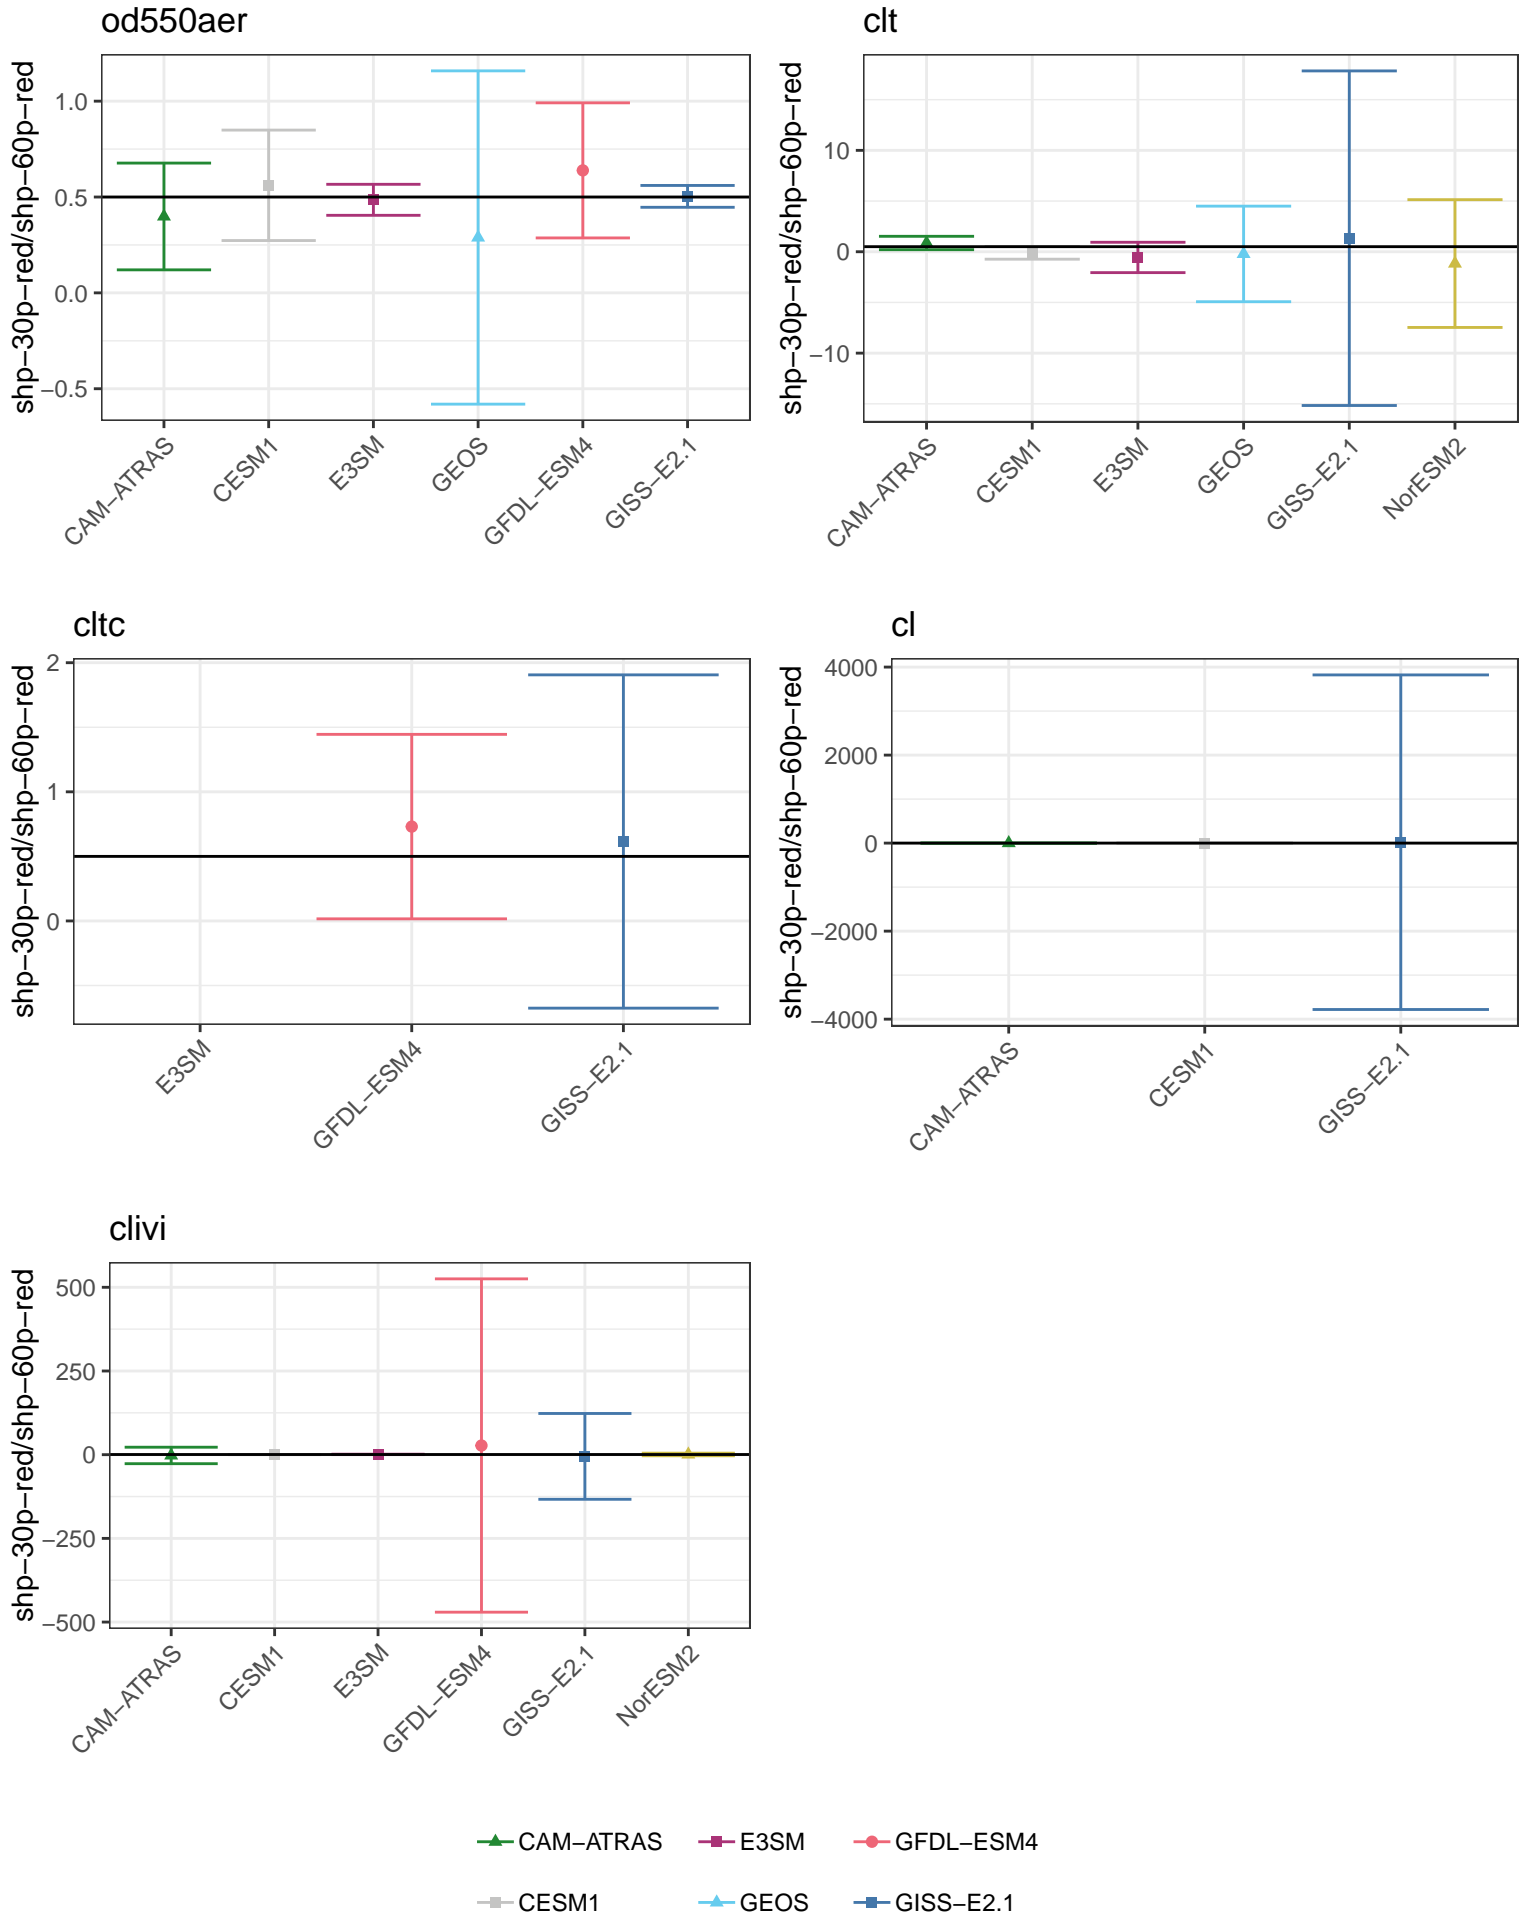 od550aer
shp−30p−red/shp−60p−red
1.0
0.5
0.0
−0.5
CAM−ATRAS
CESM1
E3SM
GEOS
GFDL−ESM4
GISS−E2.1
clt
shp−30p−red/shp−60p−red
10
0
−10
CAM−ATRAS
CESM1
E3SM
GEOS
GISS−E2.1
NorESM2
cltc
shp−30p−red/shp−60p−red
2
1
0
E3SM
GFDL−ESM4
GISS−E2.1
cl
shp−30p−red/shp−60p−red
4000
2000
0
−2000
−4000
CAM−ATRAS
CESM1
GISS−E2.1
clivi
shp−30p−red/shp−60p−red
500
250
0
−250
−500
CAM−ATRAS
CESM1
E3SM
GFDL−ESM4
GISS−E2.1
NorESM2
CAM−ATRAS
E3SM
GFDL−ESM4
CESM1
GEOS
GISS−E2.1